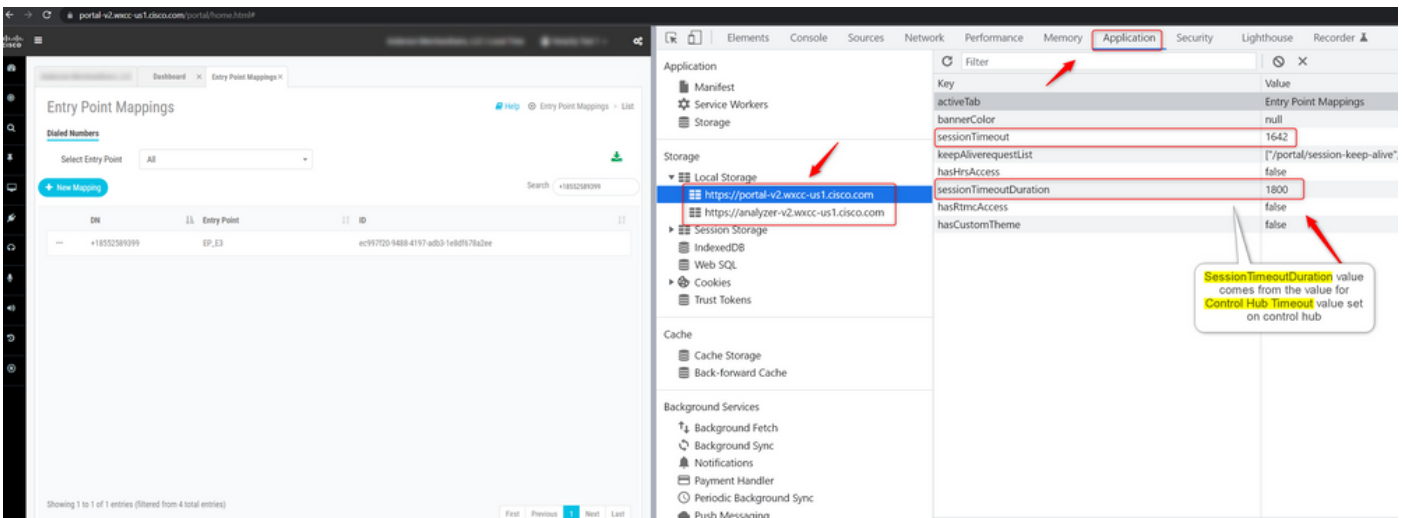 portal-v2.wxcc-us1.cisco.com/portal/home.html#
cisco
Dashboard × Entry Point Mappings ×
Entry Point Mappings
Help Entry Point Mappings - List
Dialed Numbers
Select Entry Point All
+ New Mapping
Search +18552589399
DN Entry Point ID
+18552589399 EP_E3 ec997f20-9488-4197-adb3-1e8df678a2ee
Showing 1 to 1 of 1 entries (filtered from 4 total entries)
First Previous 1 Next Last
Elements Console Sources Network Performance Memory Application Security Lighthouse Recorder
Application
Manifest
Service Workers
Storage
Storage
Local Storage
https://portal-v2.wxcc-us1.cisco.com
https://analyzer-v2.wxcc-us1.cisco.com
Session Storage
IndexedDB
Web SQL
Cookies
Trust Tokens
Cache
Cache Storage
Back-forward Cache
Background Services
Background Fetch
Background Sync
Notifications
Payment Handler
Periodic Background Sync
Push Messaging
Filter
Key Value
activeTab Entry Point Mappings
bannerColor null
sessionTimeout 1642
keepAliverequestList ["/portal/session-keep-alive",
hasHrsAccess false
sessionTimeoutDuration 1800
hasRtmcAccess false
hasCustomTheme false
SessionTimeoutDuration value
comes from the value for
Control Hub Timeout value set
on control hub